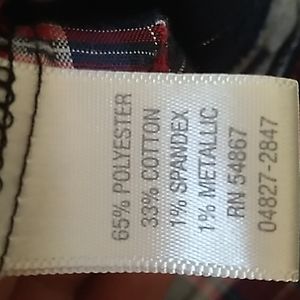 65% POLYESTER
33% COTTON
1% SPANDEX
1% METALLIC
RN 54867
04827-2847